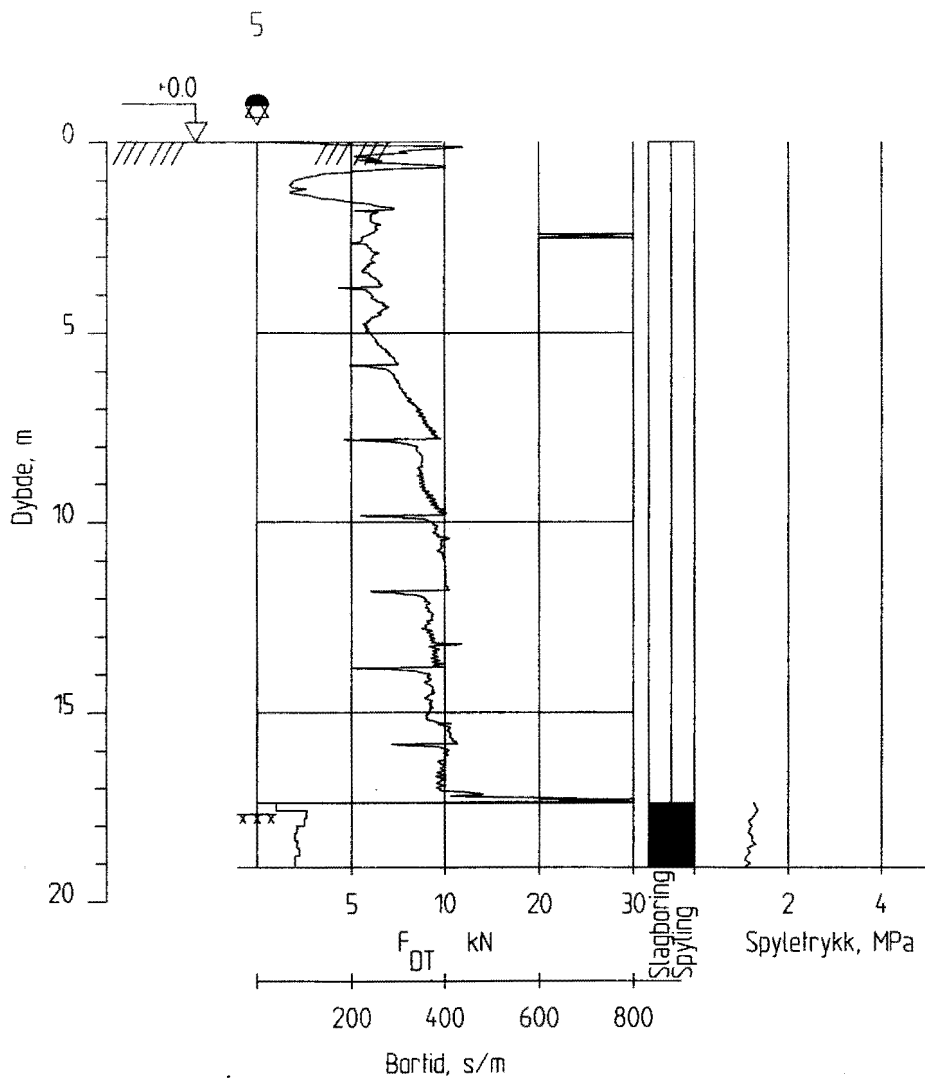 5
+0.0
0
5
10
15
20
Dybde, m
5 10 20 30
F_DT kN
Slagboring
Spyling
2 4
Spyletrykk, MPa
200 400 600 800
Bortid, s/m